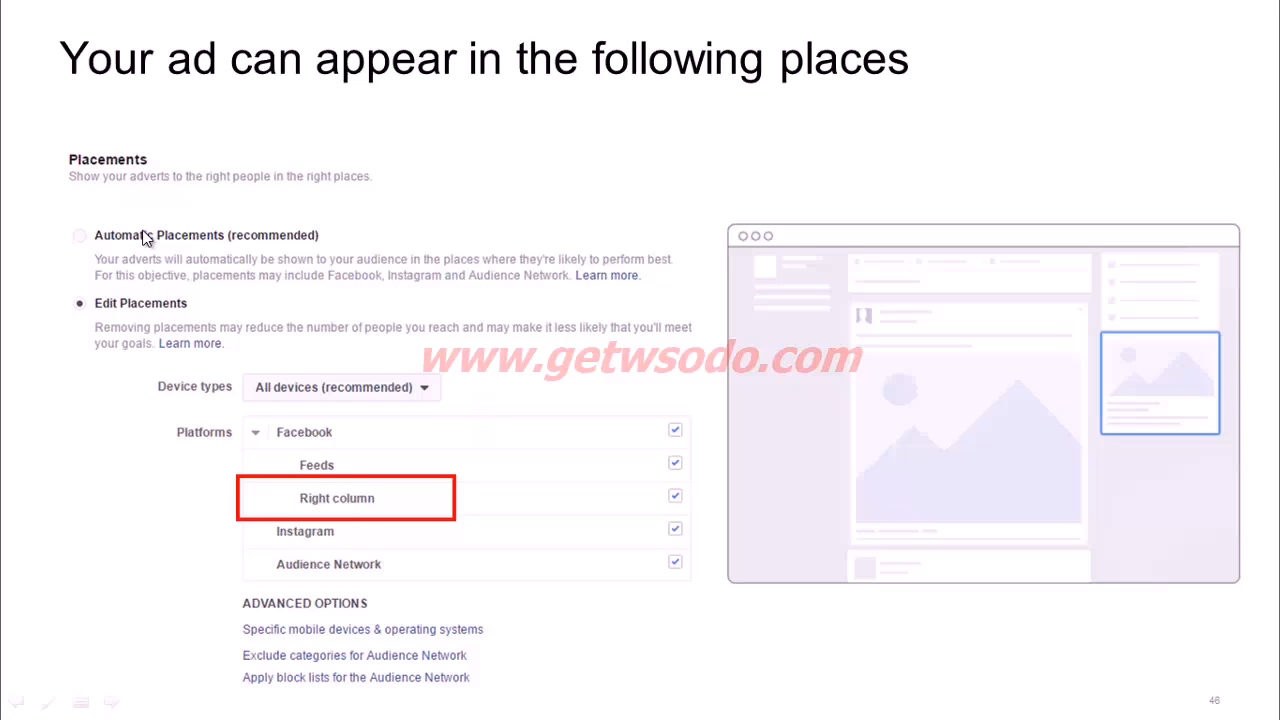 Your ad can appear in the following places
Placements
Show your adverts to the right people in the right places.
Automatic Placements (recommended)
Your adverts will automatically be shown to your audience in the places where they're likely to perform best.
For this objective, placements may include Facebook, Instagram and Audience Network. Learn more.
Edit Placements
Removing placements may reduce the number of people you reach and may make it less likely that you'll meet
your goals. Learn more.
www.getwsodo.com
Device types All devices (recommended)
Platforms Facebook
Feeds
Right column
Instagram
Audience Network
ADVANCED OPTIONS
Specific mobile devices & operating systems
Exclude categories for Audience Network
Apply block lists for the Audience Network
46